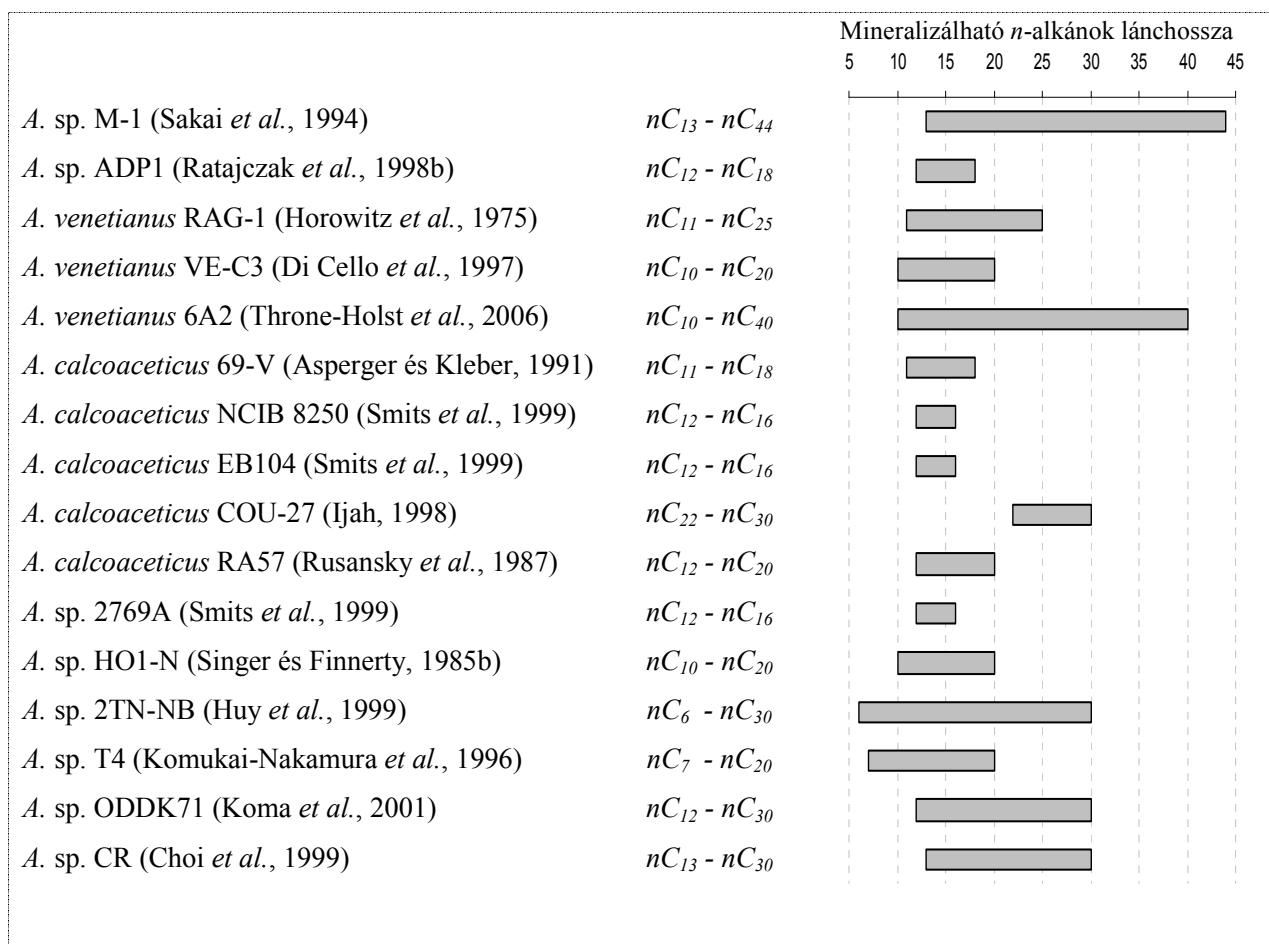 Mineralizálható n-alkánok lánchossza
5 10 15 20 25 30 35 40 45
A. sp. M-1 (Sakai et al., 1994) nC13 - nC44
A. sp. ADP1 (Ratajczak et al., 1998b) nC12 - nC18
A. venetianus RAG-1 (Horowitz et al., 1975) nC11 - nC25
A. venetianus VE-C3 (Di Cello et al., 1997) nC10 - nC20
A. venetianus 6A2 (Throne-Holst et al., 2006) nC10 - nC40
A. calcoaceticus 69-V (Asperger és Kleber, 1991) nC11 - nC18
A. calcoaceticus NCIB 8250 (Smits et al., 1999) nC12 - nC16
A. calcoaceticus EB104 (Smits et al., 1999) nC12 - nC16
A. calcoaceticus COU-27 (Ijah, 1998) nC22 - nC30
A. calcoaceticus RA57 (Rusansky et al., 1987) nC12 - nC20
A. sp. 2769A (Smits et al., 1999) nC12 - nC16
A. sp. HO1-N (Singer és Finnerty, 1985b) nC10 - nC20
A. sp. 2TN-NB (Huy et al., 1999) nC6 - nC30
A. sp. T4 (Komukai-Nakamura et al., 1996) nC7 - nC20
A. sp. ODDK71 (Koma et al., 2001) nC12 - nC30
A. sp. CR (Choi et al., 1999) nC13 - nC30